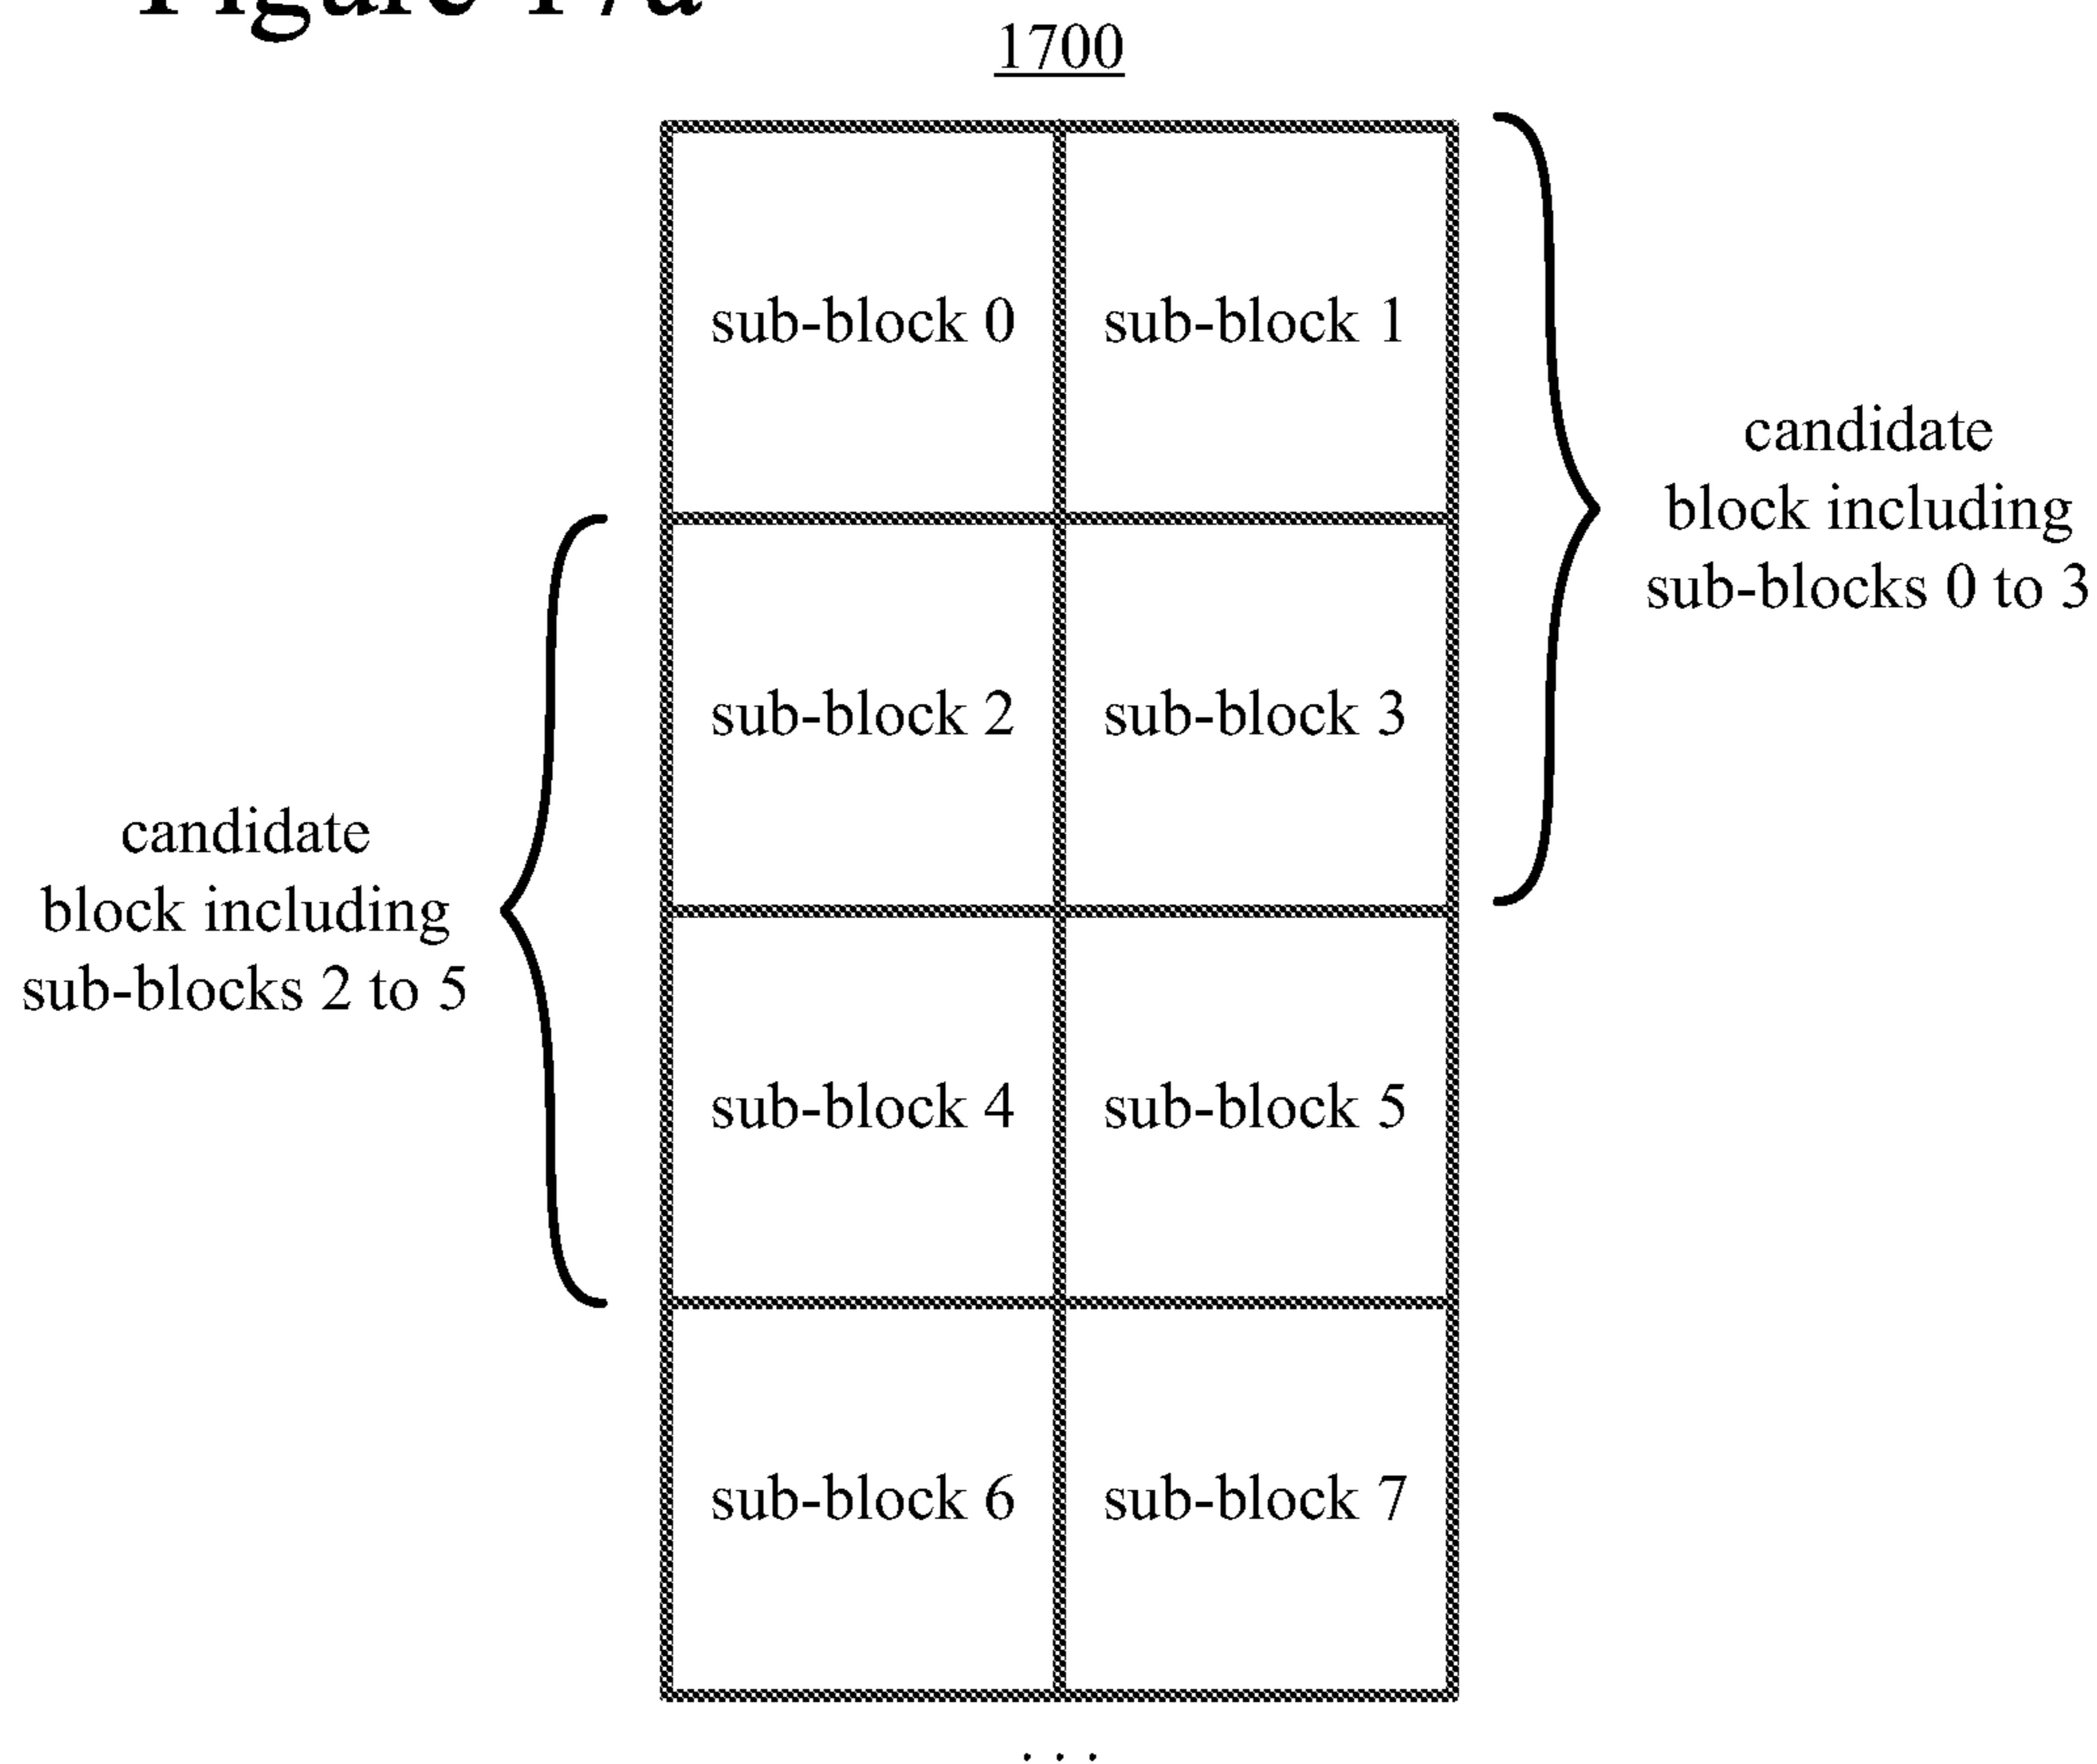 Figure 17a
1700
sub-block 0 sub-block 1
candidate
block including
sub-blocks 0 to 3
sub-block 2 sub-block 3
candidate
block including
sub-blocks 2 to 5
sub-block 4 sub-block 5
sub-block 6 sub-block 7
. . .